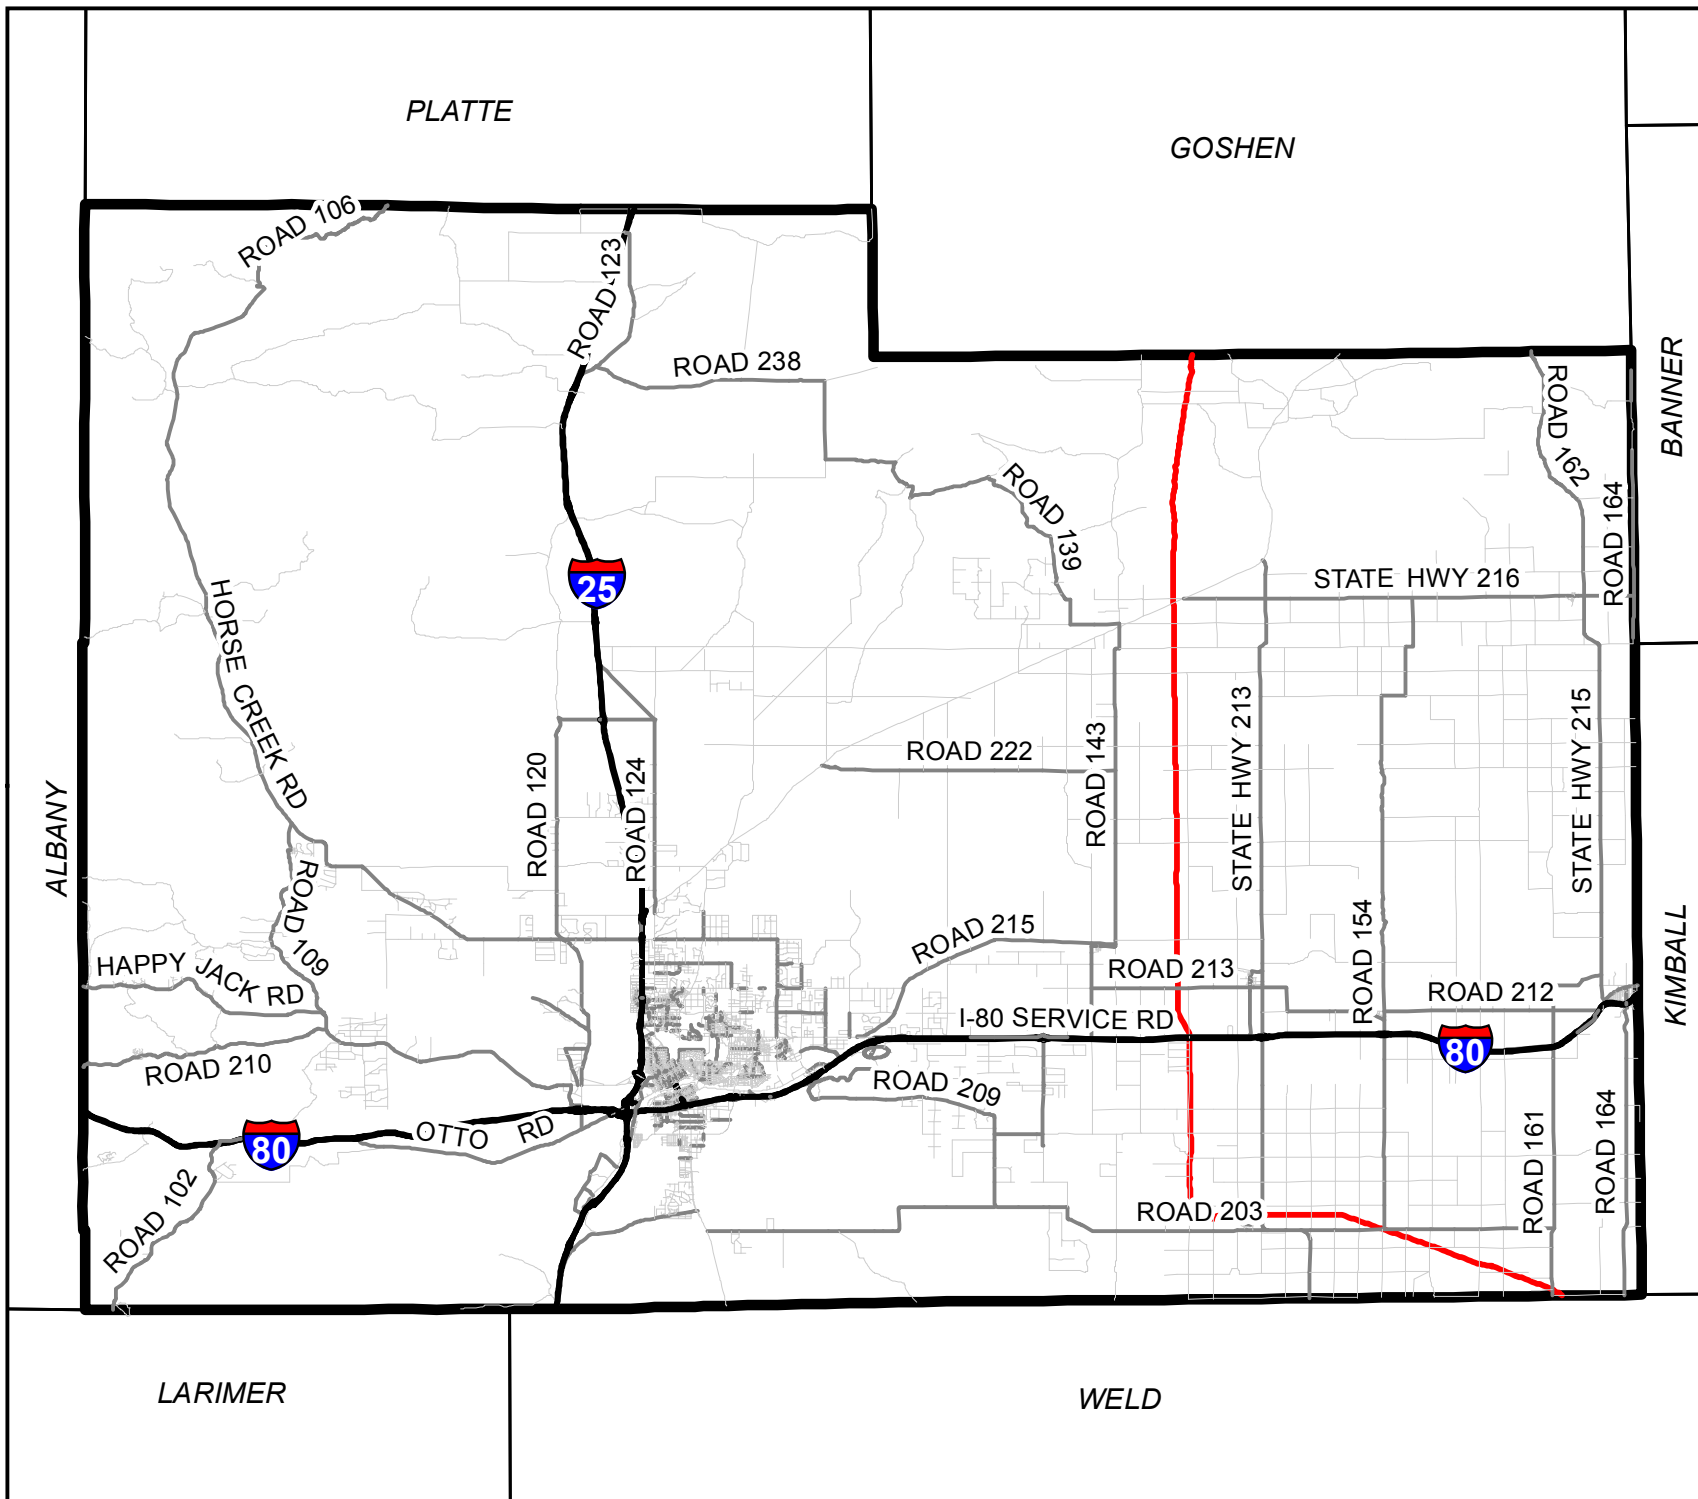 PLATTE
GOSHEN
ROAD 106
ROAD 123
ROAD 238
BANNER
ROAD 162
ROAD 164
ROAD 139
25
STATE HWY 216
HORSE CREEK RD
ROAD 222
ROAD 143
STATE HWY 213
STATE HWY 215
ROAD 120
ROAD 124
ALBANY
ROAD 109
ROAD 215
ROAD 154
KIMBALL
HAPPY JACK RD
ROAD 213
ROAD 212
I-80 SERVICE RD
80
ROAD 210
ROAD 209
OTTO RD
80
ROAD 161
ROAD 164
ROAD 102
ROAD 203
LARIMER
WELD